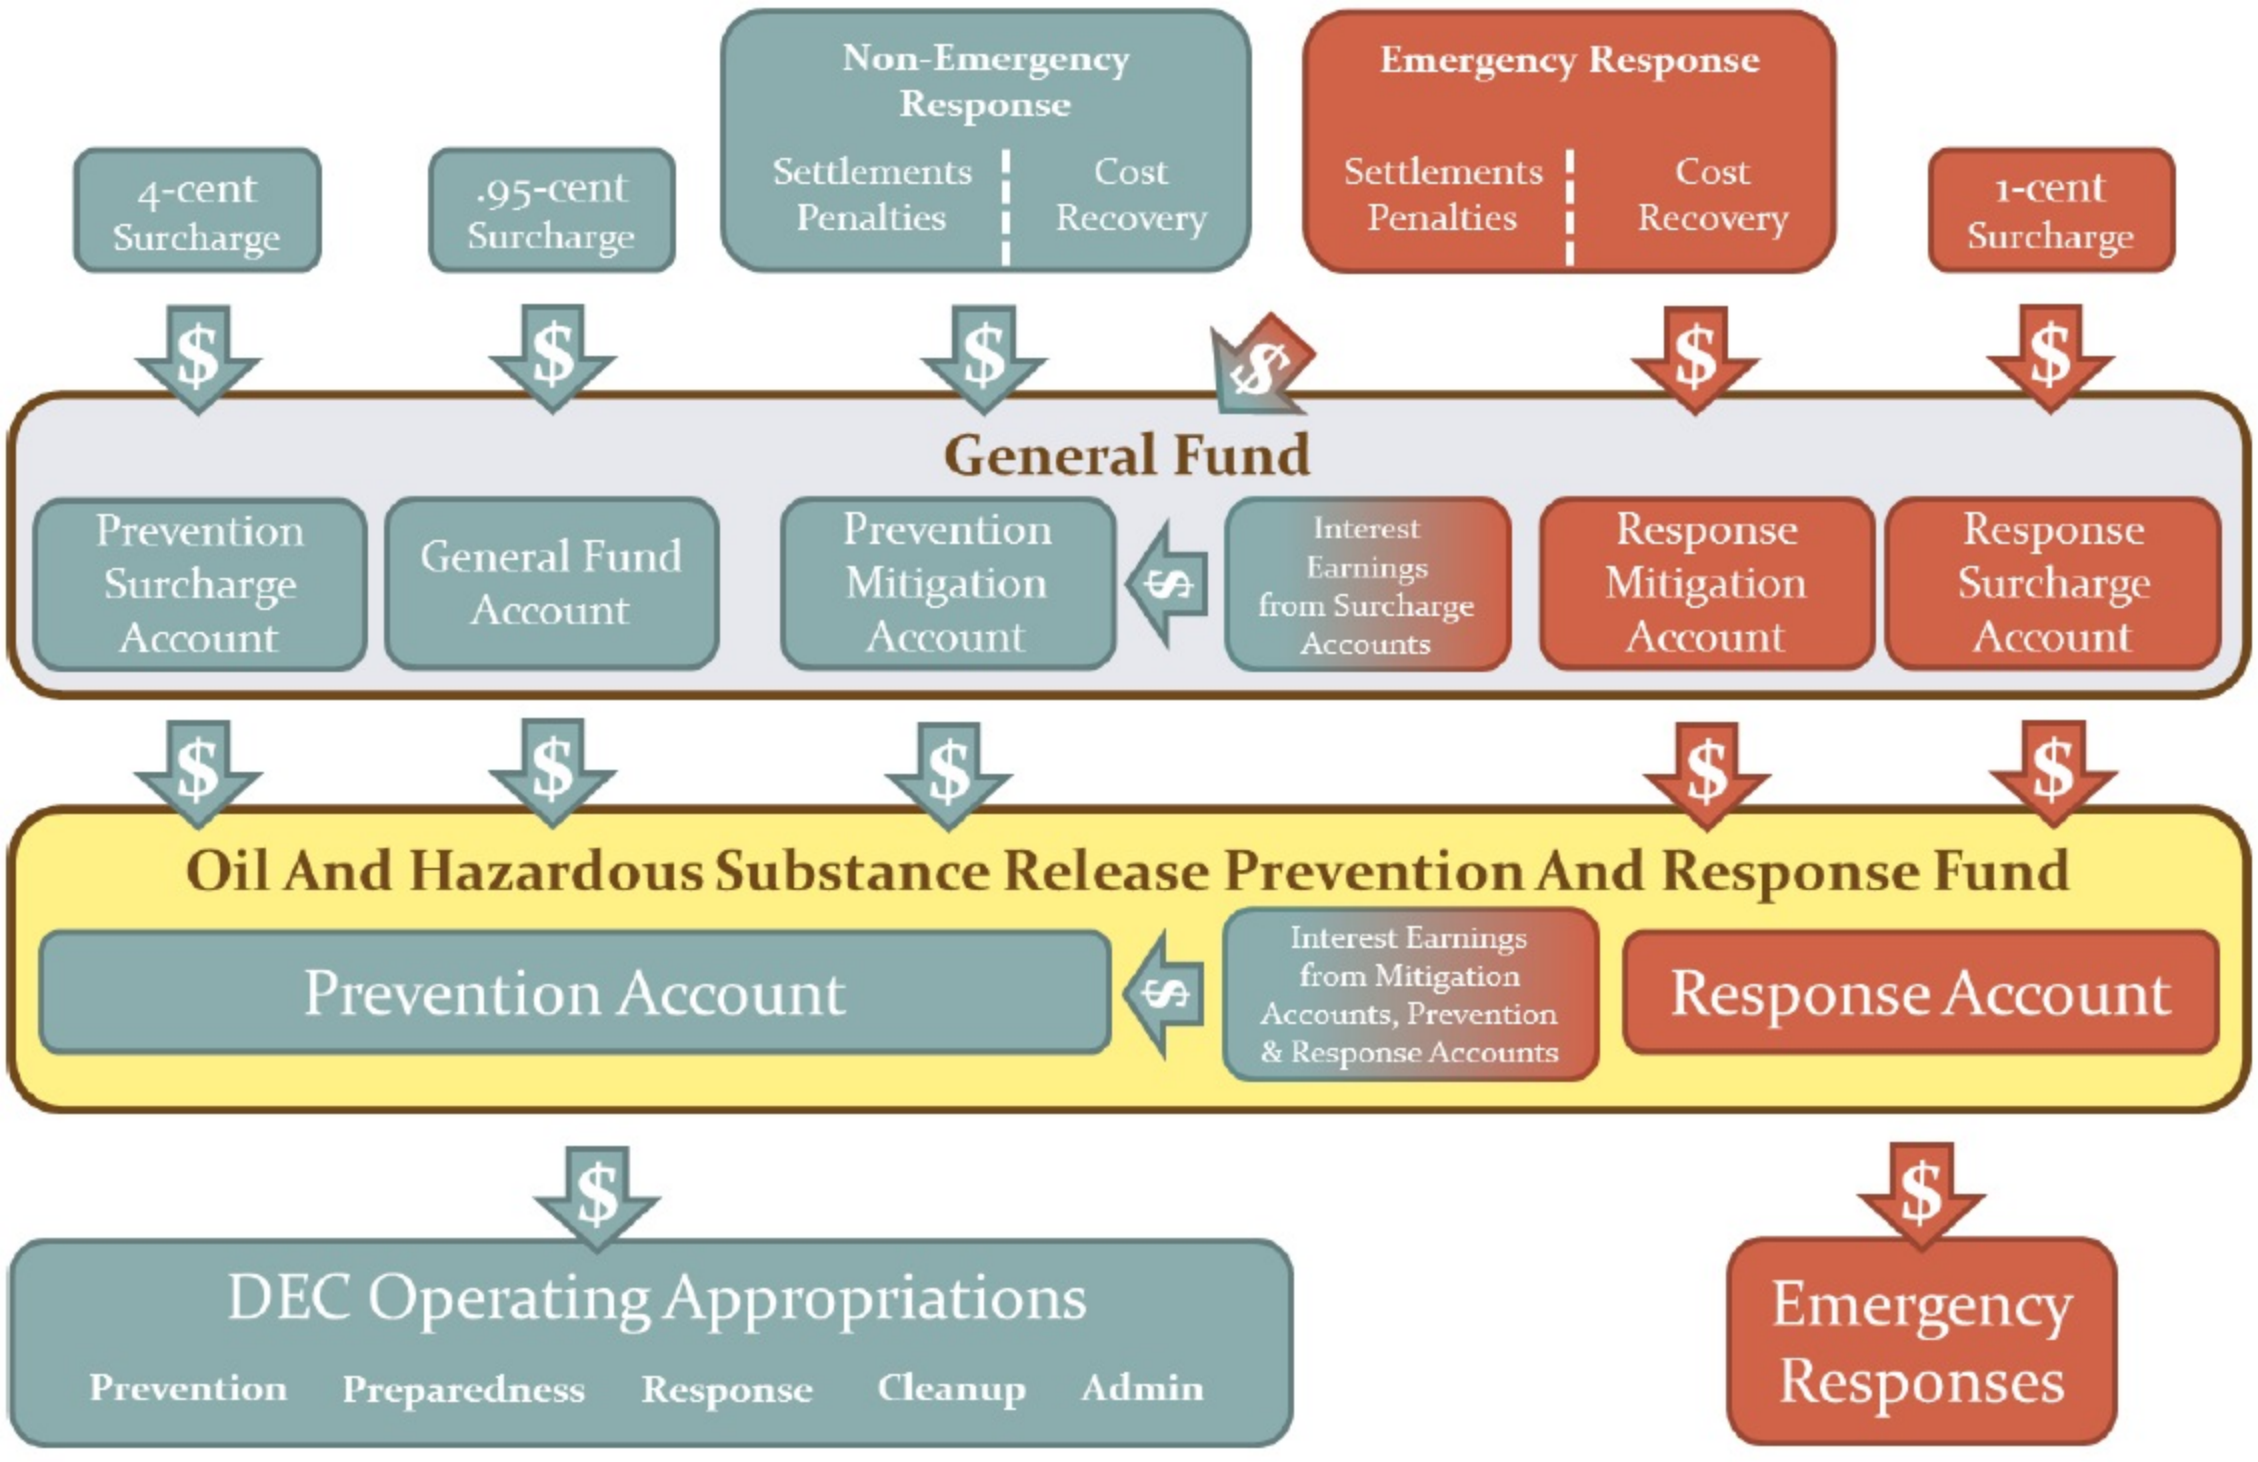 Non-Emergency
Response
Settlements
Penalties
Cost
Recovery
Emergency Response
Settlements
Penalties
Cost
Recovery
4-cent
Surcharge
.95-cent
Surcharge
1-cent
Surcharge
$
$
$
$
$
$
General Fund
Prevention
Surcharge
Account
General Fund
Account
Prevention
Mitigation
Account
$
Interest
Earnings
from Surcharge
Accounts
Response
Mitigation
Account
Response
Surcharge
Account
$
$
$
$
$
Oil And Hazardous Substance Release Prevention And Response Fund
Prevention Account
$
Interest Earnings
from Mitigation
Accounts, Prevention
& Response Accounts
Response Account
$
$
DEC Operating Appropriations
Prevention Preparedness Response Cleanup Admin
Emergency
Responses